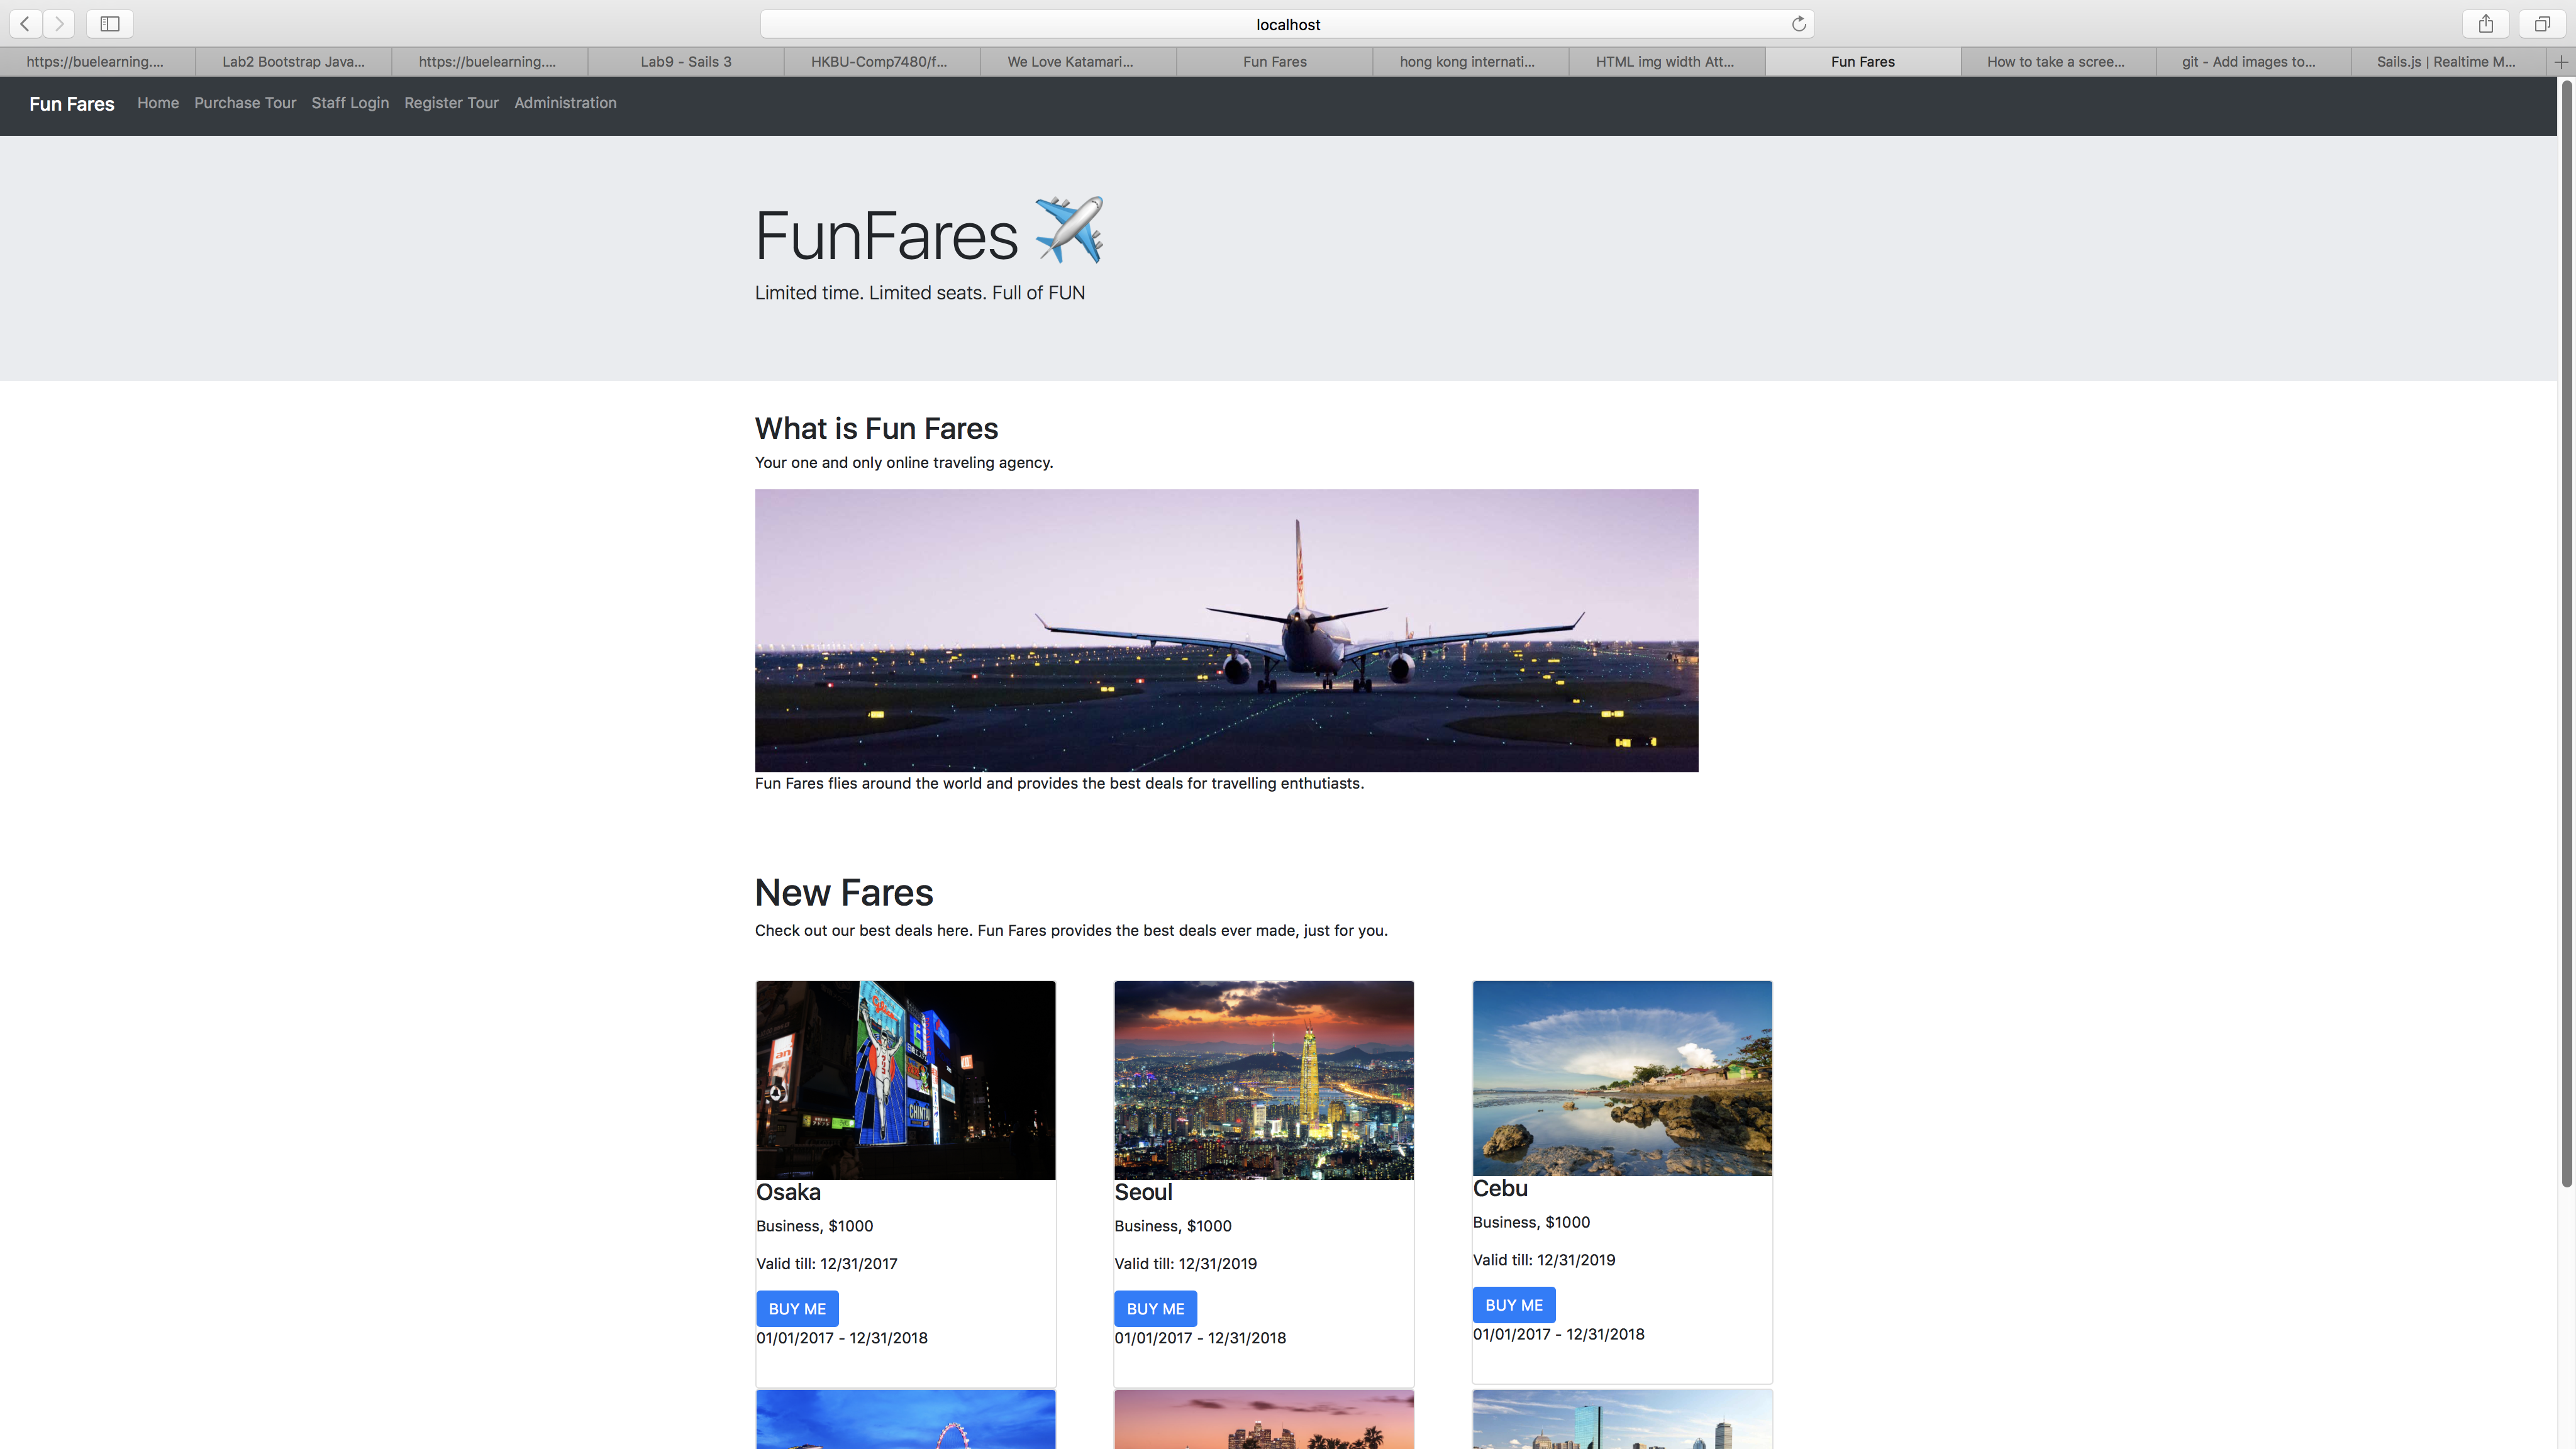 localhost
https://buelearning....
Lab2 Bootstrap Java...
https://buelearning....
Lab9 - Sails 3
HKBU-Comp7480/f...
We Love Katamari...
Fun Fares
hong kong internati...
HTML img width Att...
Fun Fares
How to take a scree...
git - Add images to...
Sails.js | Realtime M...
Fun Fares Home Purchase Tour Staff Login Register Tour Administration
FunFares
Limited time. Limited seats. Full of FUN
What is Fun Fares
Your one and only online traveling agency.
Fun Fares flies around the world and provides the best deals for travelling enthutiasts.
New Fares
Check out our best deals here. Fun Fares provides the best deals ever made, just for you.
Osaka
Business, $1000
Valid till: 12/31/2017
BUY ME
01/01/2017 - 12/31/2018
Seoul
Business, $1000
Valid till: 12/31/2019
BUY ME
01/01/2017 - 12/31/2018
Cebu
Business, $1000
Valid till: 12/31/2019
BUY ME
01/01/2017 - 12/31/2018